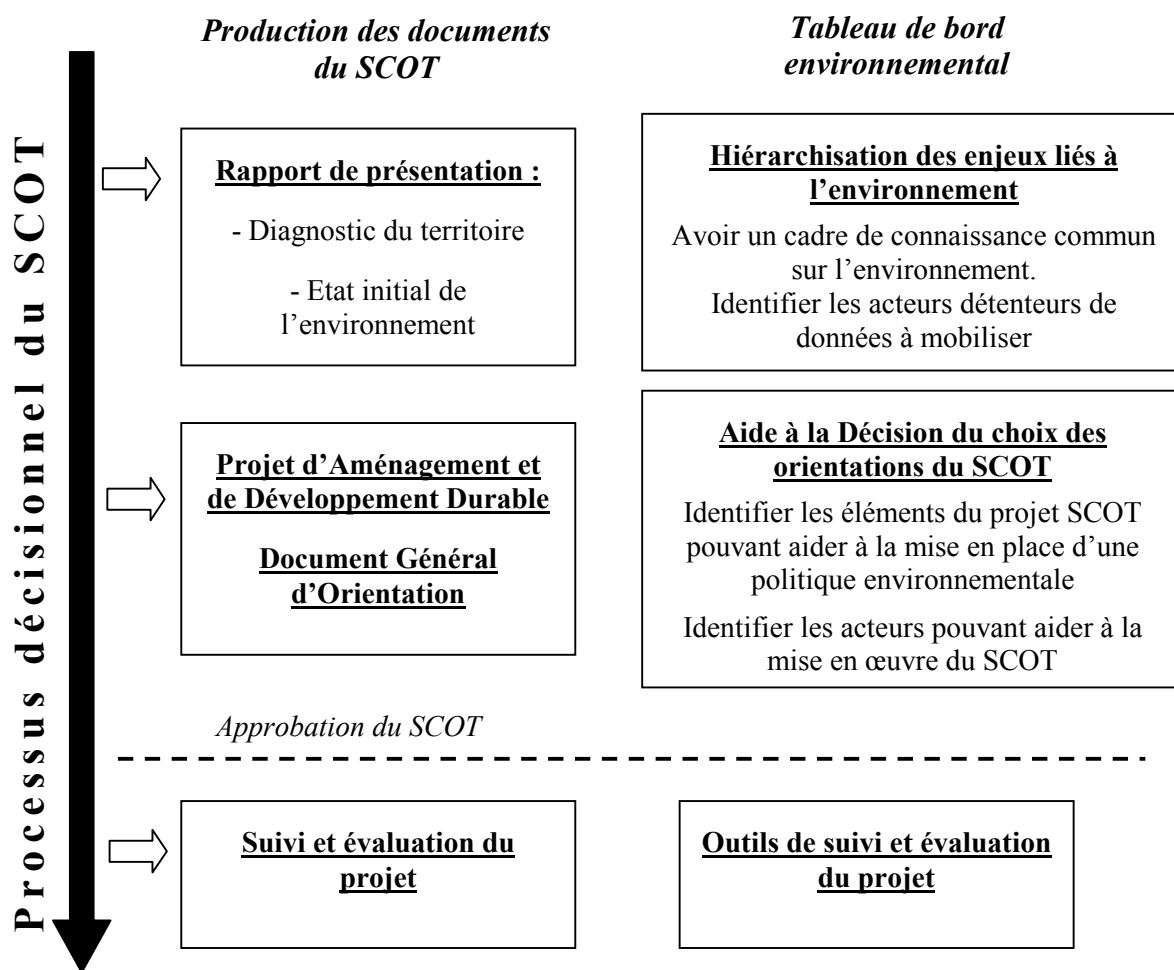 Processus décisionnel du SCOT
Production des documents
du SCOT
Tableau de bord
environnemental
Rapport de présentation :
- Diagnostic du territoire
- Etat initial de
l’environnement
Hiérarchisation des enjeux liés à
l’environnement
Avoir un cadre de connaissance commun
sur l’environnement.
Identifier les acteurs détenteurs de
données à mobiliser
Projet d’Aménagement et
de Développement Durable
Document Général
d’Orientation
Aide à la Décision du choix des
orientations du SCOT
Identifier les éléments du projet SCOT
pouvant aider à la mise en place d’une
politique environnementale
Identifier les acteurs pouvant aider à la
mise en œuvre du SCOT
Approbation du SCOT
Suivi et évaluation du
projet
Outils de suivi et évaluation
du projet